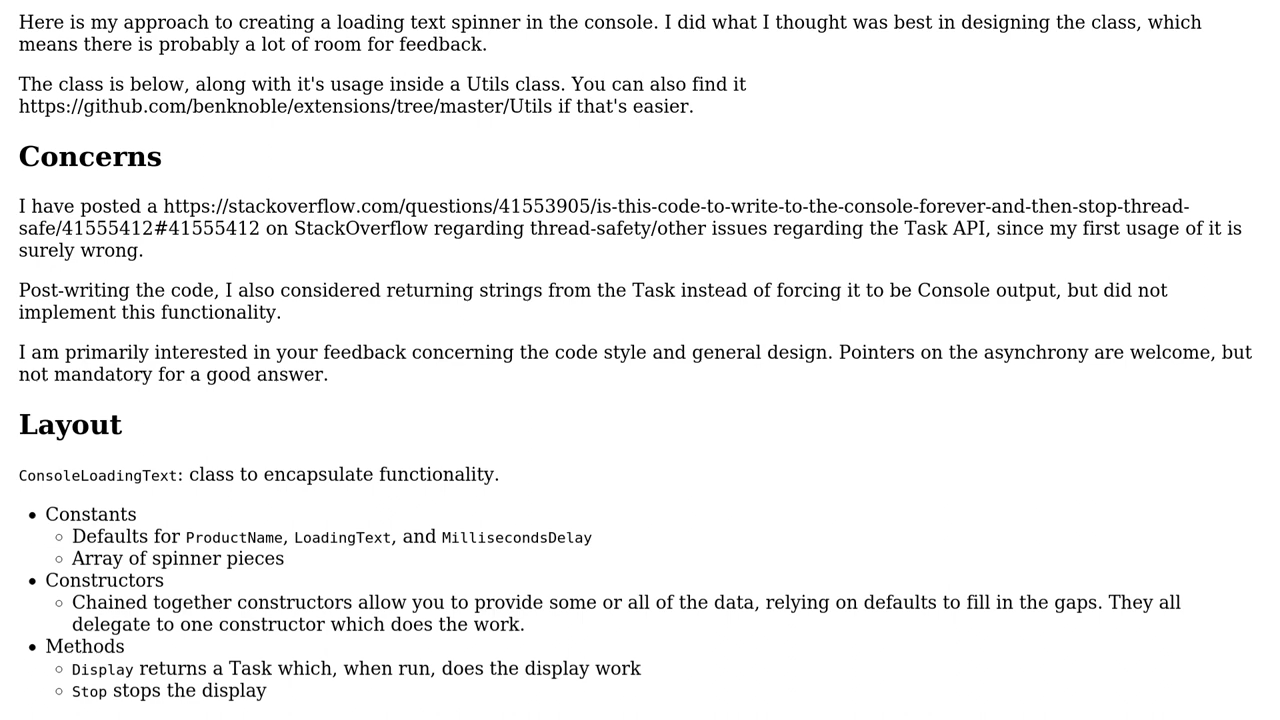 Here is my approach to creating a loading text spinner in the console. I did what I thought was best in designing the class, which
means there is probably a lot of room for feedback.
The class is below, along with it's usage inside a Utils class. You can also find it
https://github.com/benknoble/extensions/tree/master/Utils if that's easier.
Concerns
I have posted a https://stackoverflow.com/questions/41553905/is-this-code-to-write-to-the-console-forever-and-then-stop-thread-
safe/41555412#41555412 on StackOverflow regarding thread-safety/other issues regarding the Task API, since my first usage of it is
surely wrong.
Post-writing the code, I also considered returning strings from the Task instead of forcing it to be Console output, but did not
implement this functionality.
I am primarily interested in your feedback concerning the code style and general design. Pointers on the asynchrony are welcome, but
not mandatory for a good answer.
Layout
ConsoleLoadingText: class to encapsulate functionality.
• Constants
◦ Defaults for ProductName, LoadingText, and MillisecondsDelay
◦ Array of spinner pieces
• Constructors
◦ Chained together constructors allow you to provide some or all of the data, relying on defaults to fill in the gaps. They all
delegate to one constructor which does the work.
• Methods
◦ Display returns a Task which, when run, does the display work
◦ Stop stops the display